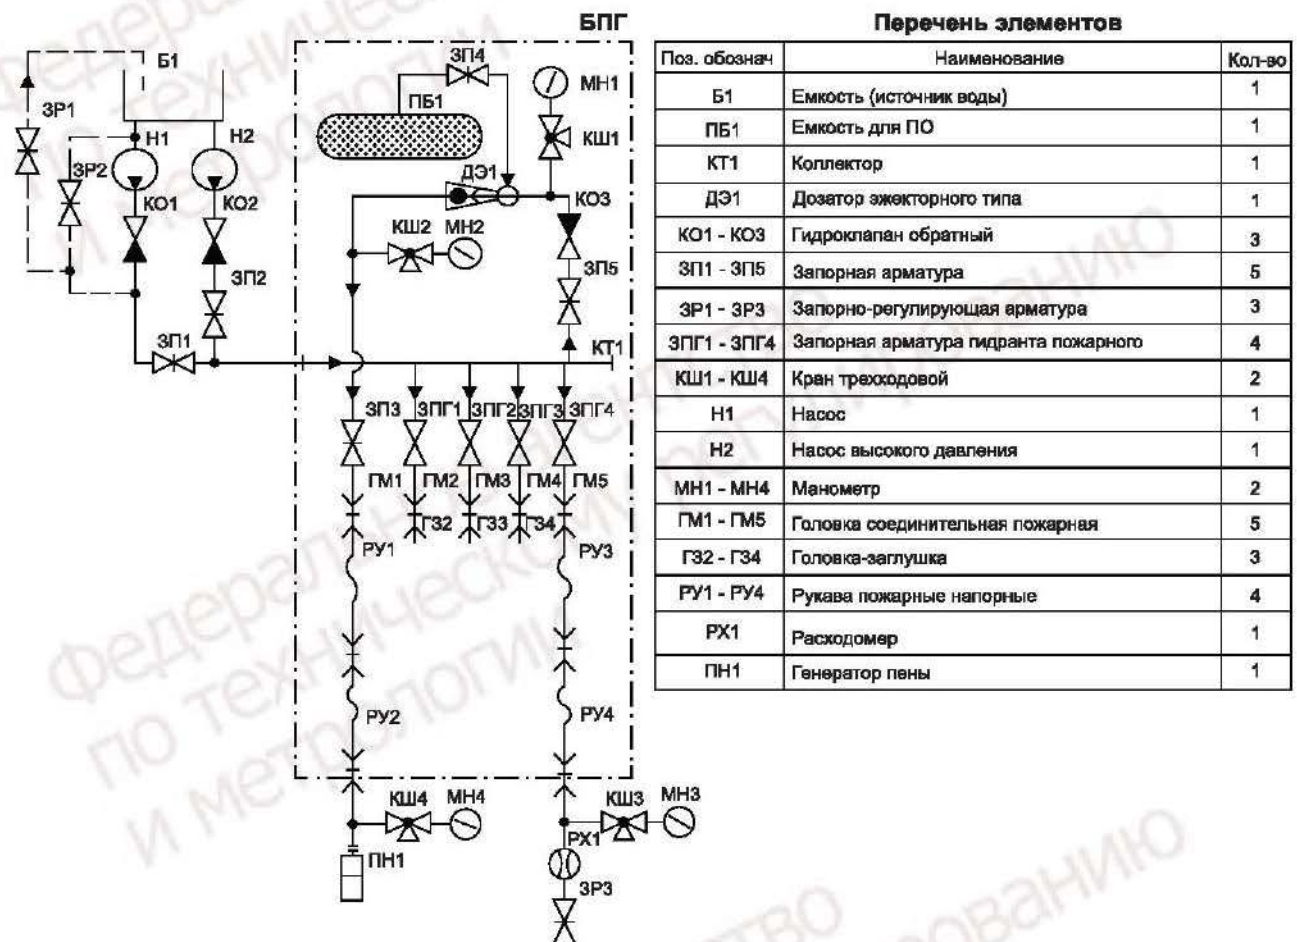 БПГ
Б1
ЗП4
МН1
ЗР1
ПБ1
Н1
Н2
КШ1
ЗР2
ДЭ1
КО1
КО2
КО3
КШ2
МН2
ЗП2
ЗП5
ЗП1
КТ1
ЗП3
ЗПГ1
ЗПГ2
ЗПГ3
ЗПГ4
ГМ1
ГМ2
ГМ3
ГМ4
ГМ5
ГЗ2
ГЗ3
ГЗ4
РУ1
РУ3
РУ2
РУ4
КШ4
МН4
КШ3
МН3
РХ1
ПН1
ЗР3
Перечень элементов
Поз. обознач Наименование Кол-во
Б1 Емкость (источник воды) 1
ПБ1 Емкость для ПО 1
КТ1 Коллектор 1
ДЭ1 Дозатор эжекторного типа 1
КО1 - КО3 Гидроклапан обратный 3
ЗП1 - ЗП5 Запорная арматура 5
ЗР1 - ЗР3 Запорно-регулирующая арматура 3
ЗПГ1 - ЗПГ4 Запорная арматура гидранта пожарного 4
КШ1 - КШ4 Кран трехходовой 2
Н1 Насос 1
Н2 Насос высокого давления 1
МН1 - МН4 Манометр 2
ГМ1 - ГМ5 Головка соединительная пожарная 5
ГЗ2 - ГЗ4 Головка-заглушка 3
РУ1 - РУ4 Рукава пожарные напорные 4
РХ1 Расходомер 1
ПН1 Генератор пены 1
Федеральное агентство
по техническому регулированию
и метрологии